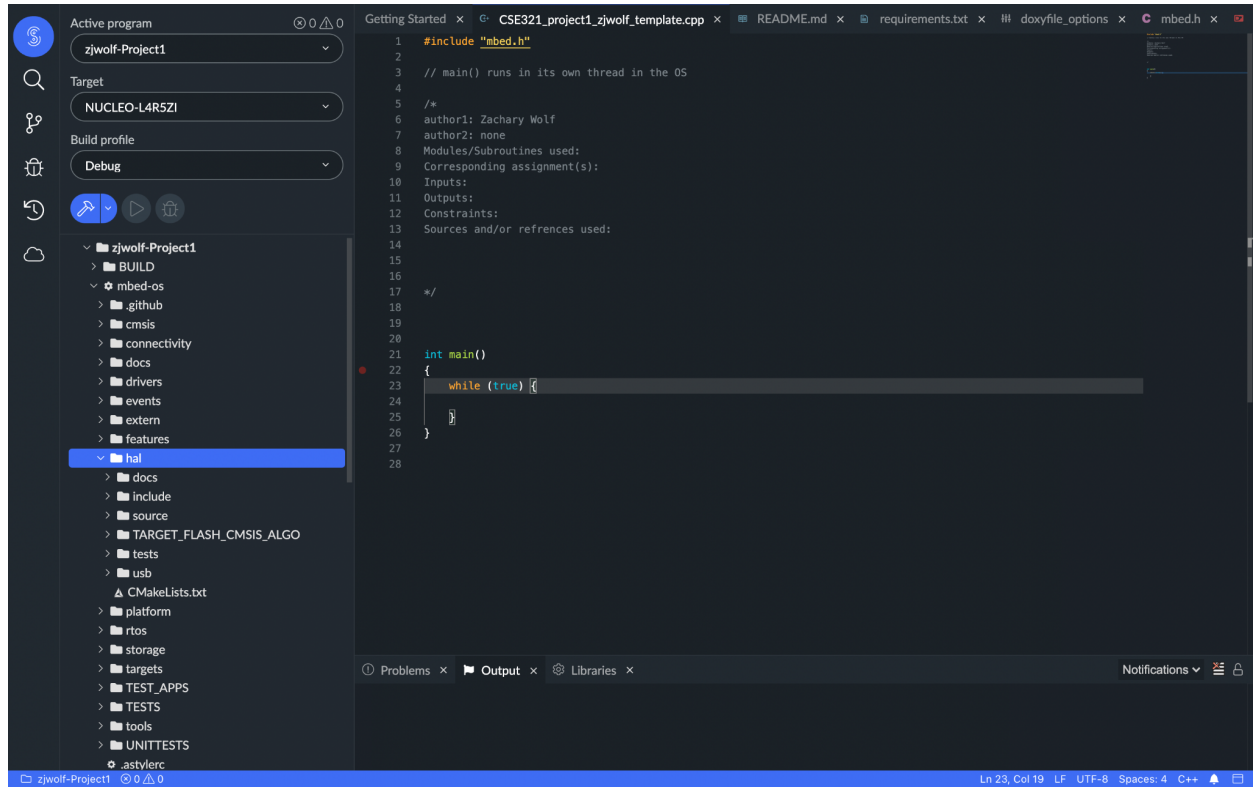 Active program
0 0
zjwolf-Project1
Target
NUCLEO-L4R5ZI
Build profile
Debug
zjwolf-Project1
BUILD
mbed-os
.github
cmsis
connectivity
docs
drivers
events
extern
features
hal
docs
include
source
TARGET_FLASH_CMSIS_ALGO
tests
usb
CMakeLists.txt
platform
rtos
storage
targets
TEST_APPS
TESTS
tools
UNITTESTS
.astylerc
Getting Started × C+ CSE321_project1_zjwolf_template.cpp × README.md × requirements.txt × doxyfile_options × C mbed.h ×
1 #include "mbed.h"
2
3 // main() runs in its own thread in the OS
4
5 /*
6 author1: Zachary Wolf
7 author2: none
8 Modules/Subroutines used:
9 Corresponding assignment(s):
10 Inputs:
11 Outputs:
12 Constraints:
13 Sources and/or refrences used:
14
15
16
17 */
18
19
20
21 int main()
22 {
23 while (true) {
24
25 }
26 }
27
28
Problems × Output × Libraries ×
Notifications
zjwolf-Project1 0 0
Ln 23, Col 19 LF UTF-8 Spaces: 4 C++